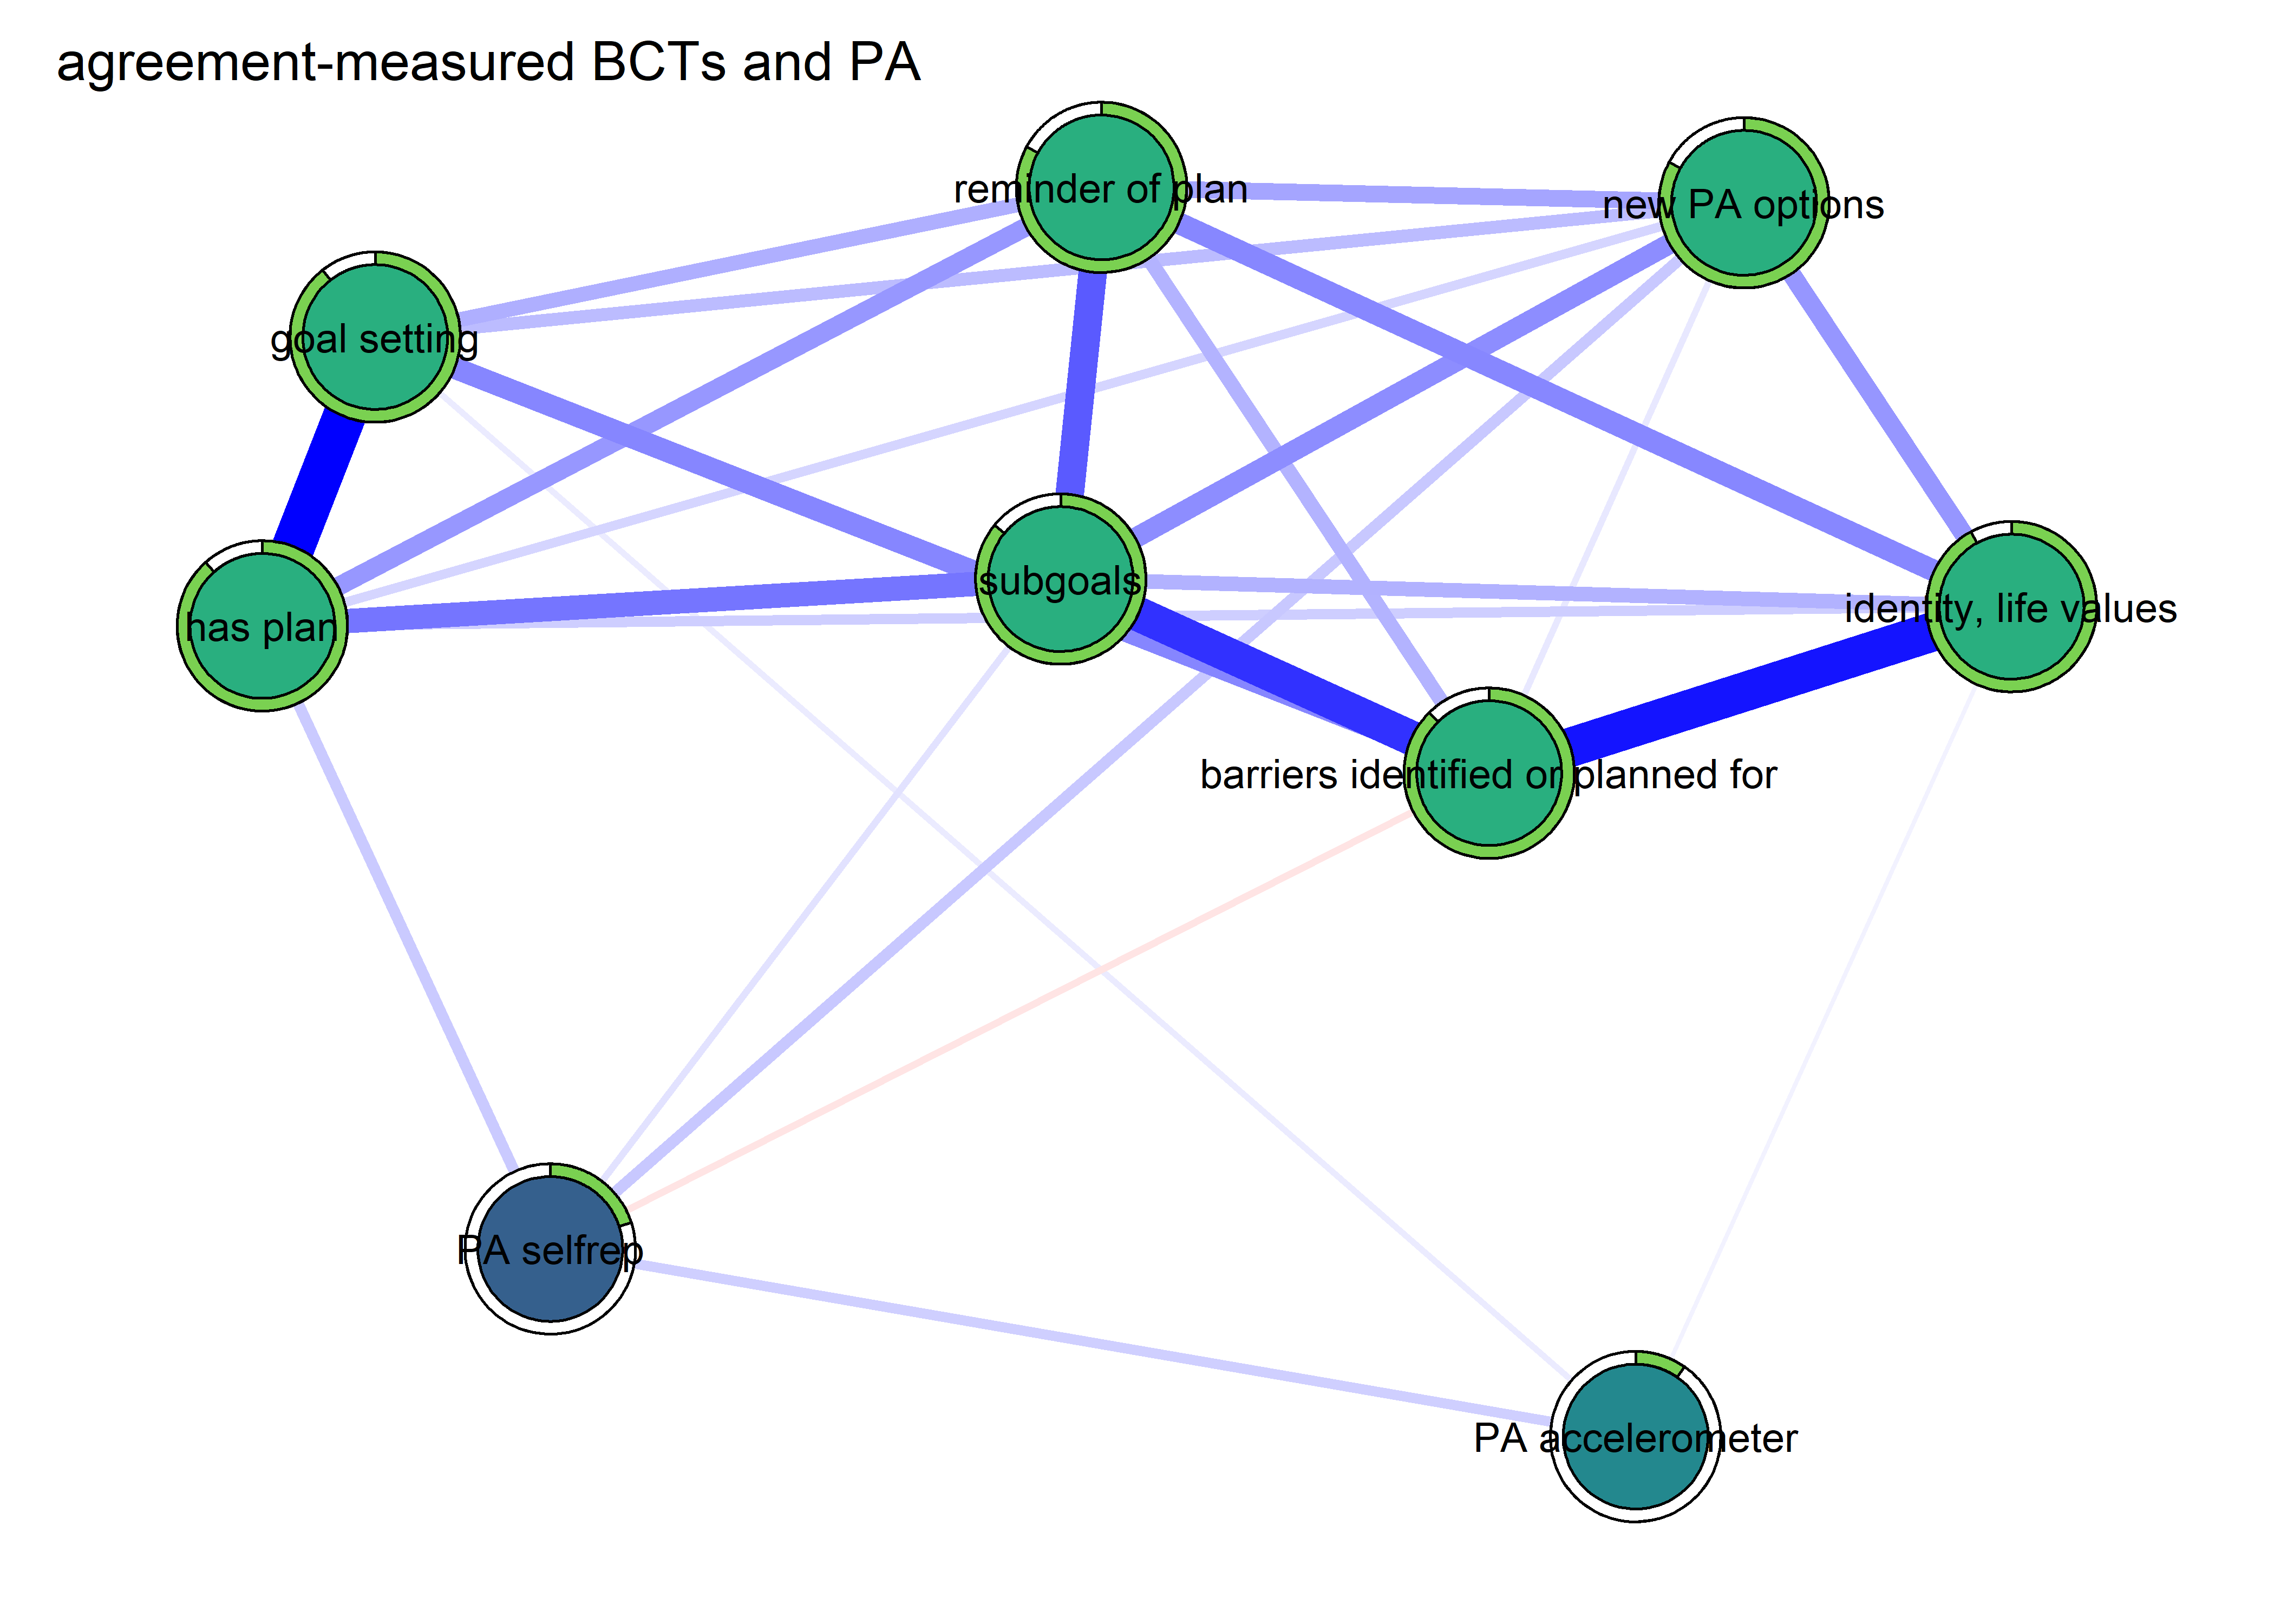 agreement-measured BCTs and PA
reminder of plan
new PA options
goal setting
subgoals
has plan
identity, life values
barriers identified or planned for
PA selfrep
PA accelerometer